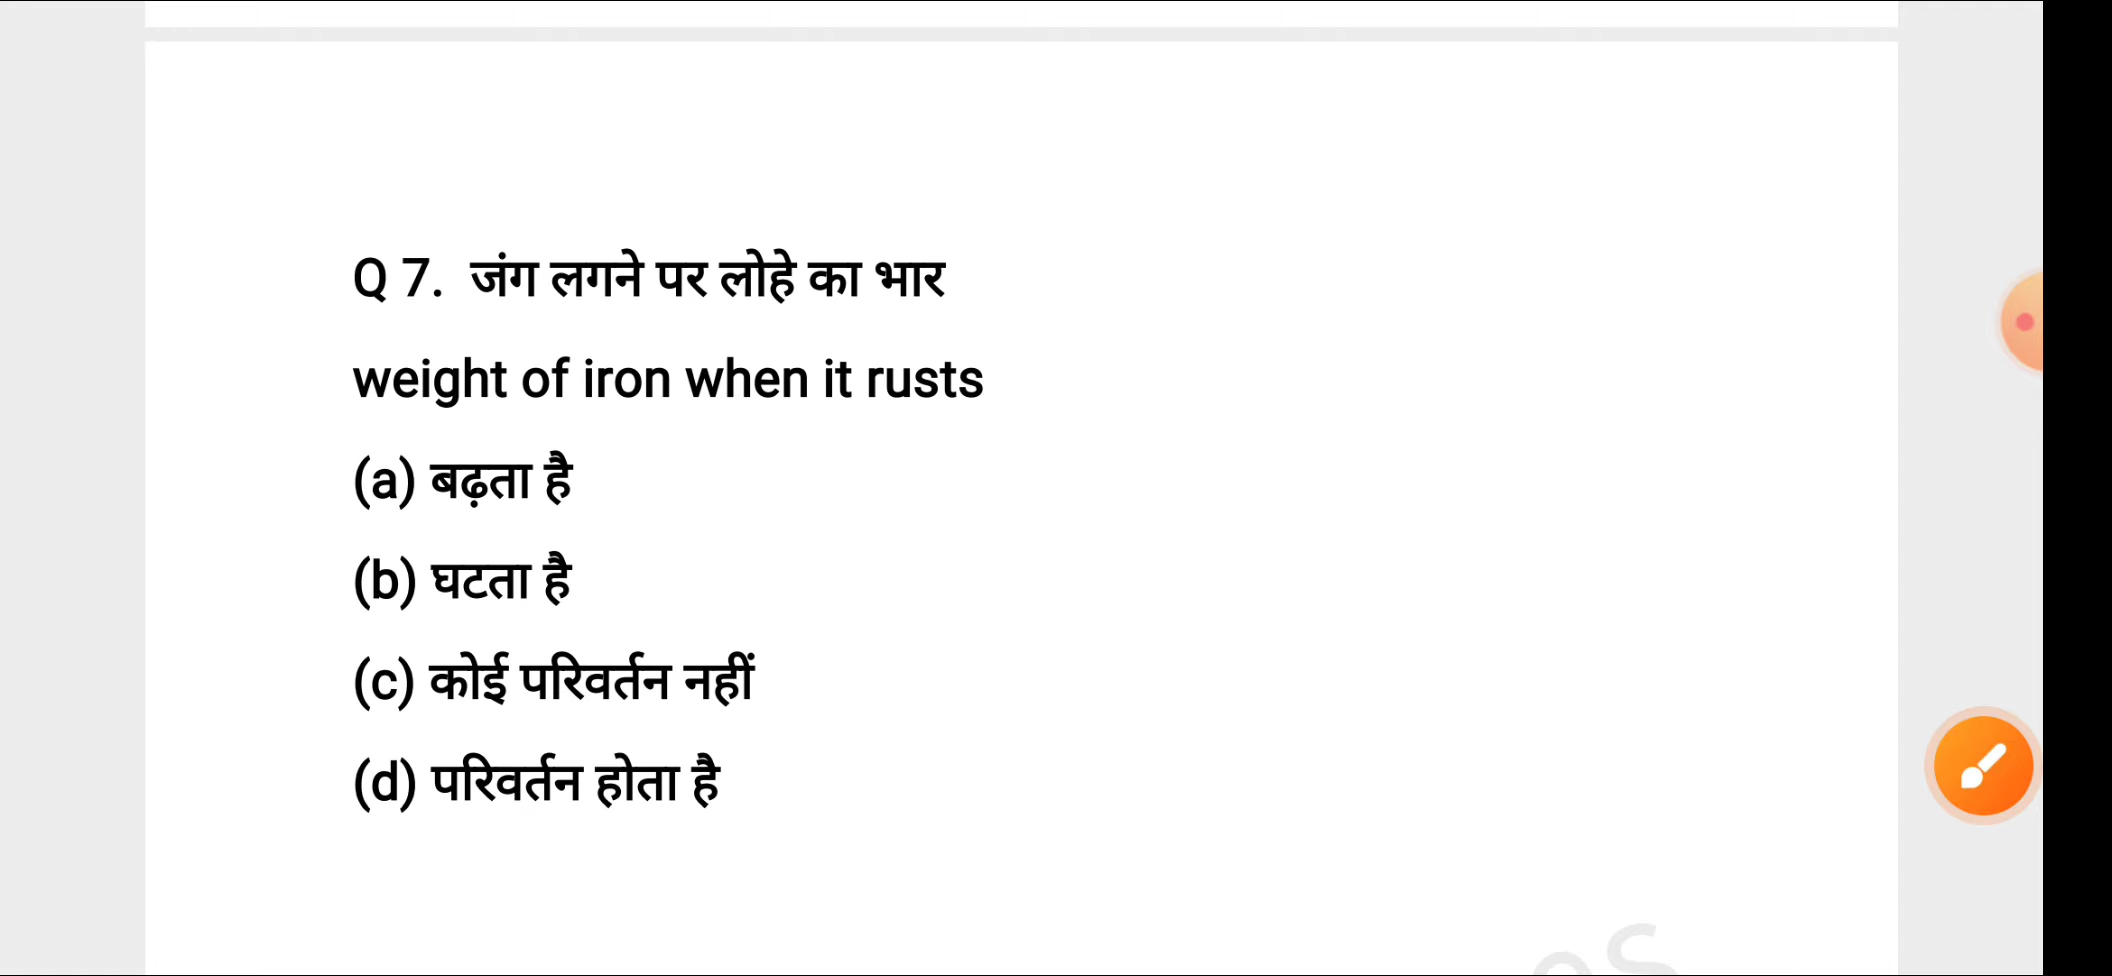 Q 7. जंग लगने पर लोहे का भार
weight of iron when it rusts
(a) बढ़ता है
(b) घटता है
(c) कोई परिवर्तन नहीं
(d) परिवर्तन होता है